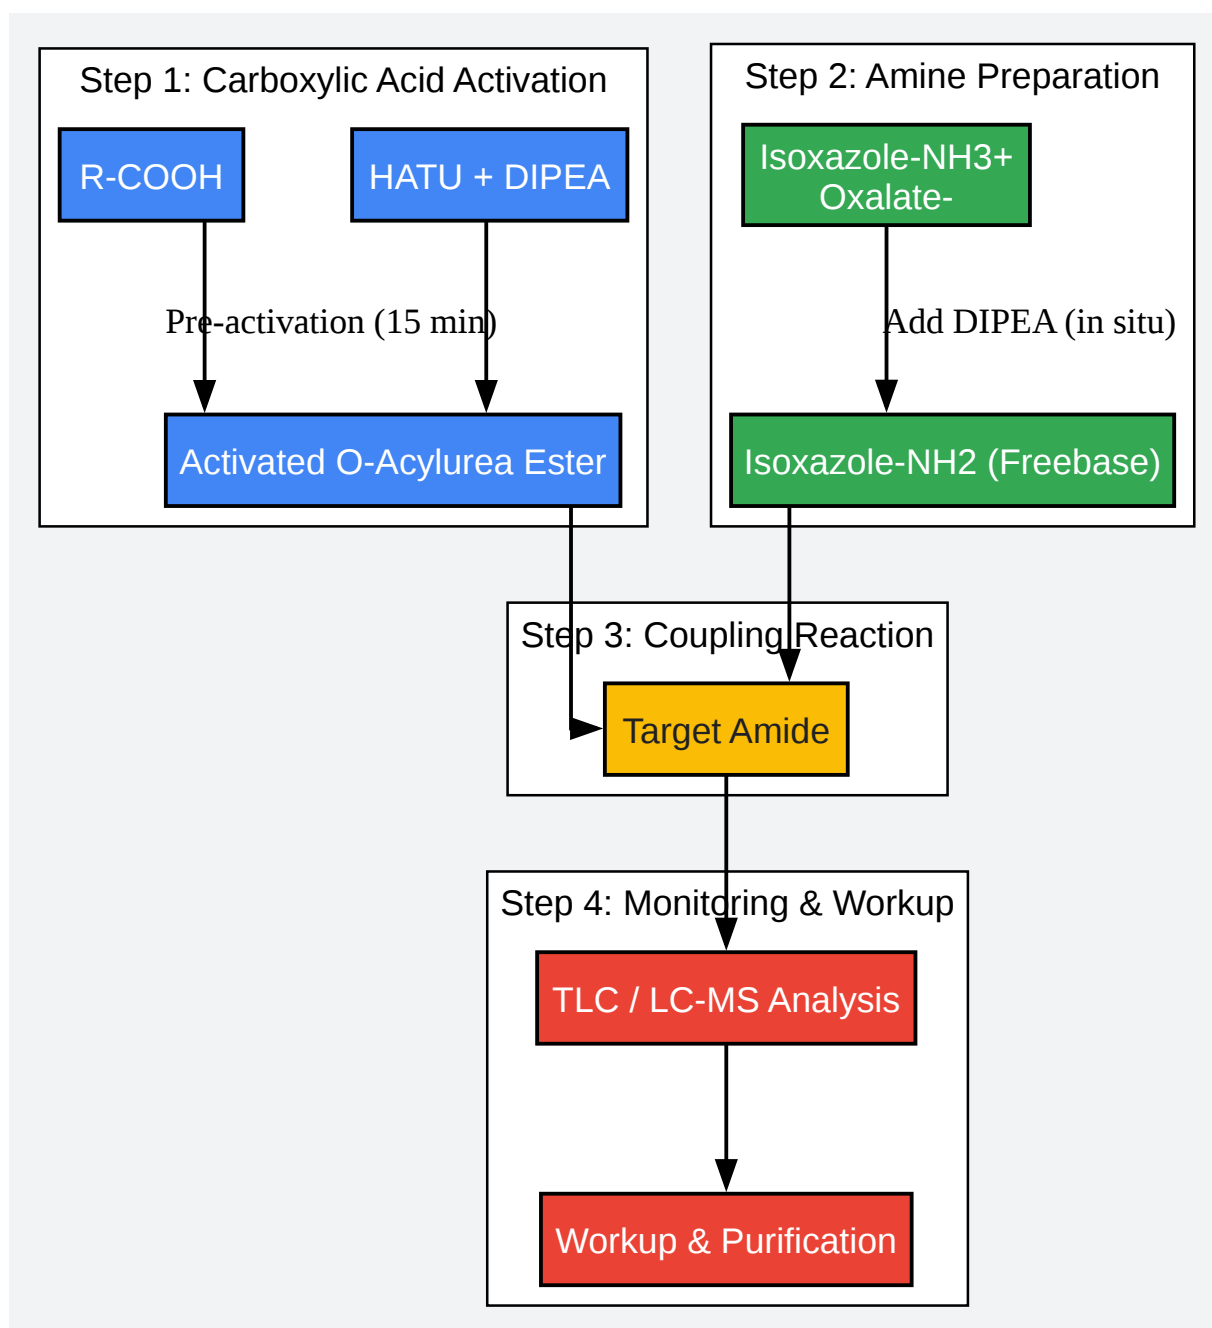 Step 1: Carboxylic Acid Activation
R-COOH
HATU + DIPEA
Pre-activation (15 min)
Activated O-Acylurea Ester
Step 2: Amine Preparation
Isoxazole-NH3+
Oxalate-
Add DIPEA (in situ)
Isoxazole-NH2 (Freebase)
Step 3: Coupling Reaction
Target Amide
Step 4: Monitoring & Workup
TLC / LC-MS Analysis
Workup & Purification